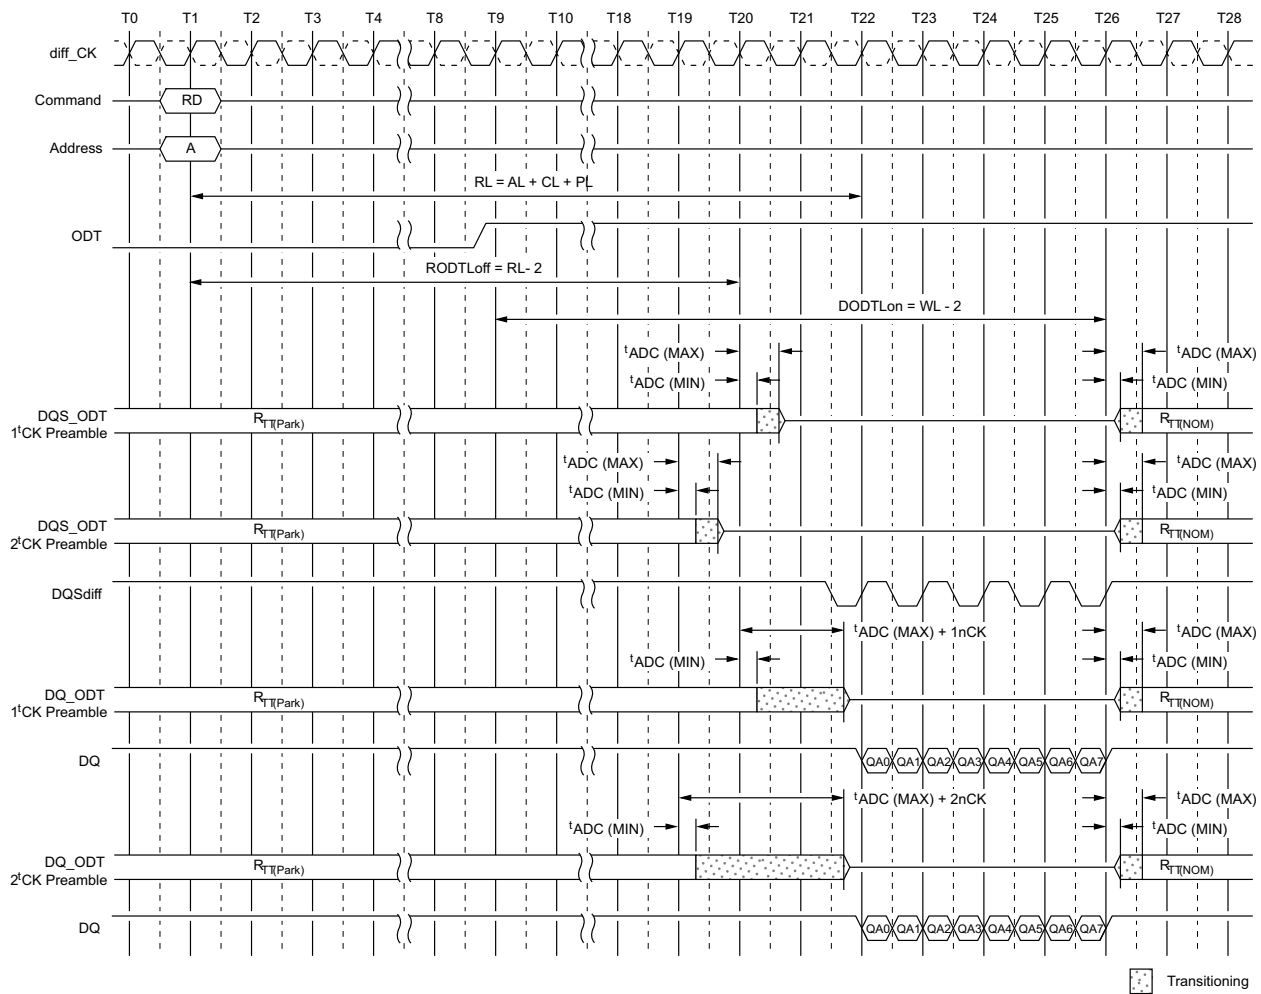 T0 T1 T2 T3 T4 T8 T9 T10 T18 T19 T20 T21 T22 T23 T24 T25 T26 T27 T28
diff_CK
Command RD
Address A
RL = AL + CL + PL
ODT
RODTLoff = RL- 2
DODTLon = WL - 2
tADC (MAX) tADC (MAX)
tADC (MIN) tADC (MIN)
DQS_ODT
1tCK Preamble
RTT(Park) RTT(NOM)
tADC (MAX) tADC (MAX)
tADC (MIN) tADC (MIN)
DQS_ODT
2tCK Preamble
RTT(Park) RTT(NOM)
DQSdiff
tADC (MAX) + 1nCK tADC (MAX)
tADC (MIN) tADC (MIN)
DQ_ODT
1tCK Preamble
RTT(Park) RTT(NOM)
DQ QA0 QA1 QA2 QA3 QA4 QA5 QA6 QA7
tADC (MAX) + 2nCK tADC (MAX)
tADC (MIN) tADC (MIN)
DQ_ODT
2tCK Preamble
RTT(Park) RTT(NOM)
DQ QA0 QA1 QA2 QA3 QA4 QA5 QA6 QA7
Transitioning